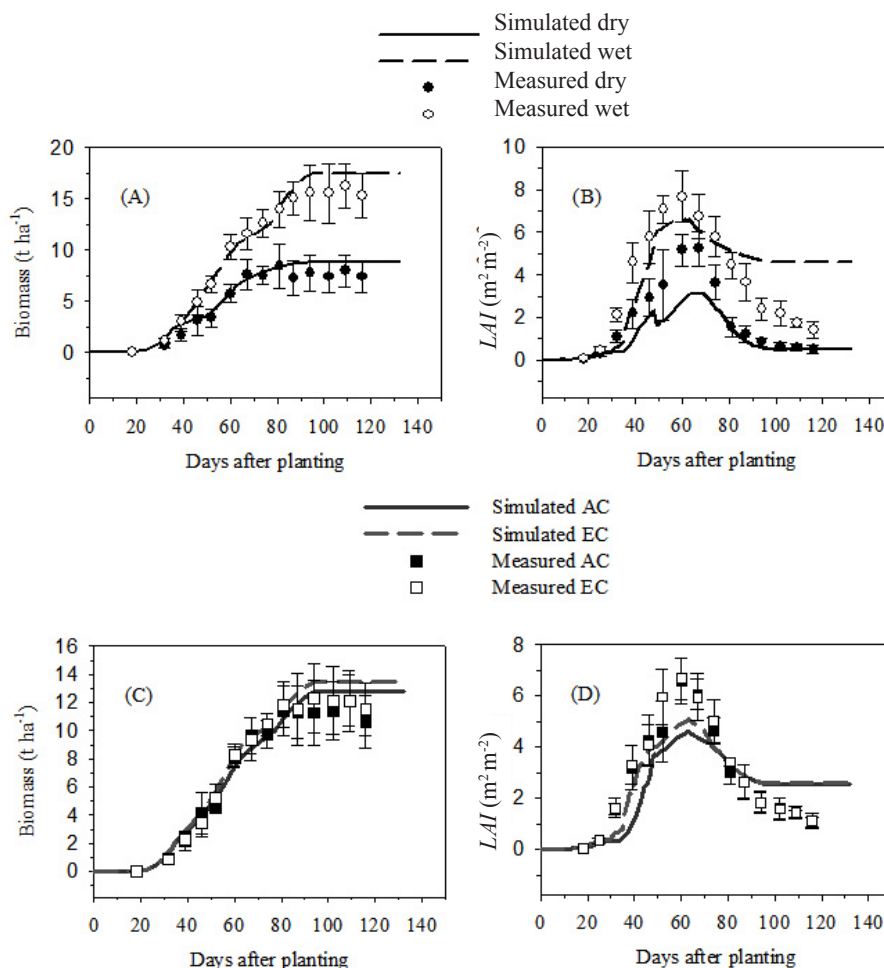 Simulated dry
Simulated wet
Measured dry
Measured wet
20
15
10
5
0
Biomass (t ha-1)
(A)
0 20 40 60 80 100 120 140
Days after planting
10
8
6
4
2
0
LAI (m2 m-2)
(B)
0 20 40 60 80 100 120 140
Days after planting
Simulated AC
Simulated EC
Measured AC
Measured EC
16
14
12
10
8
6
4
2
0
Biomass (t ha-1)
(C)
0 20 40 60 80 100 120 140
Days after planting
8
6
4
2
0
LAI (m2 m-2)
(D)
0 20 40 60 80 100 120 140
Days after planting